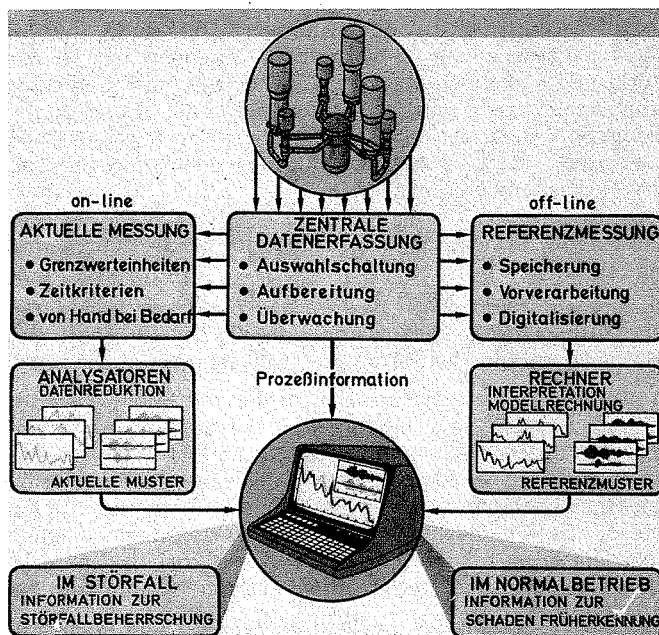 on-line
AKTUELLE MESSUNG
• Grenzwerteinheiten
• Zeitkriterien
• von Hand bei Bedarf
ZENTRALE
DATENERFASSUNG
• Auswahlschaltung
• Aufbereitung
• Überwachung
off-line
REFERENZMESSUNG
• Speicherung
• Vorverarbeitung
• Digitalisierung
ANALYSATOREN
DATENREDUKTION
AKTUELLE MUSTER
Prozeßinformation
RECHNER
INTERPRETATION
MODELLRECHNUNG
REFERENZMUSTER
IM STÖRFALL
INFORMATION ZUR
STÖRFALLBEHERRSCHUNG
IM NORMALBETRIEB
INFORMATION ZUR
SCHADEN FRÜHERKENNUNG